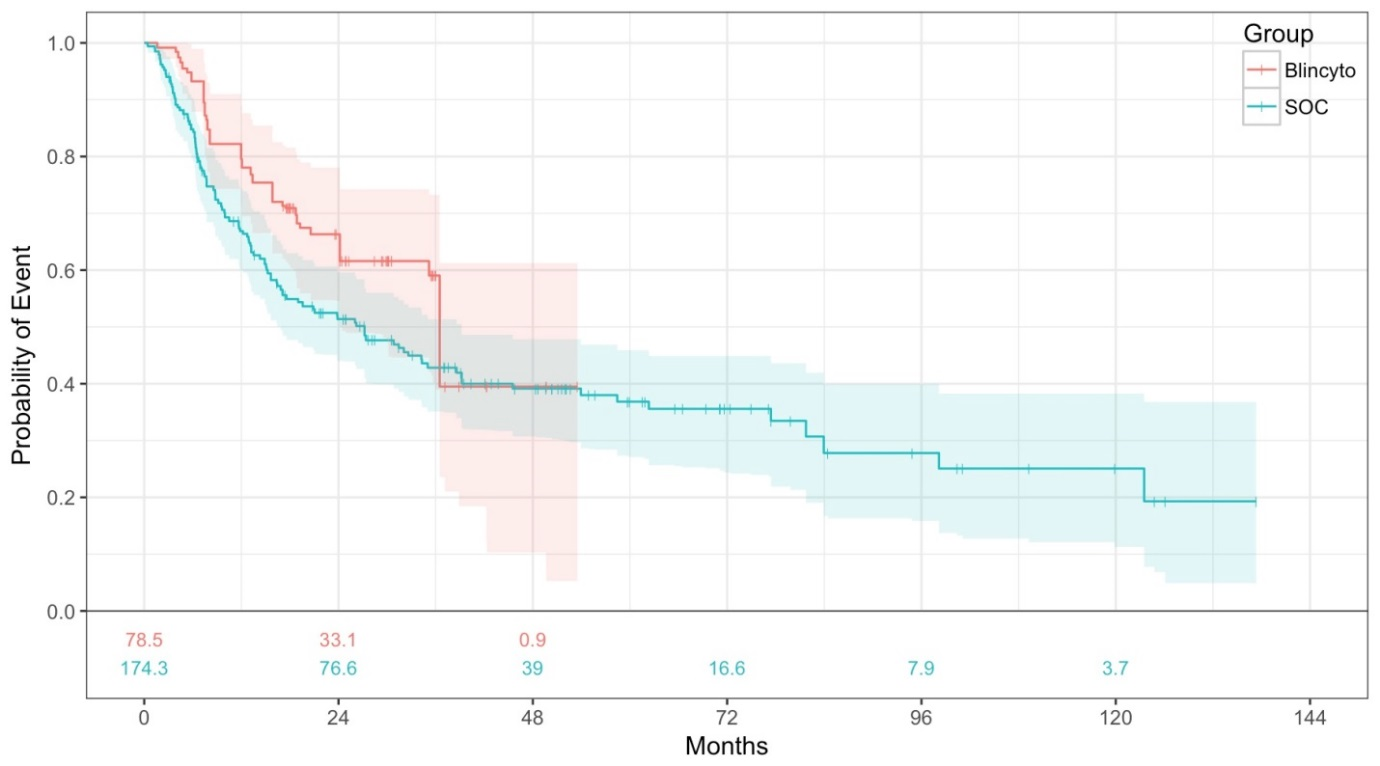 Group
Blincyto
SOC
Probability of Event
1.0
0.8
0.6
0.4
0.2
0.0
78.5 33.1 0.9
174.3 76.6 39 16.6 7.9 3.7
0 24 48 72 96 120 144
Months